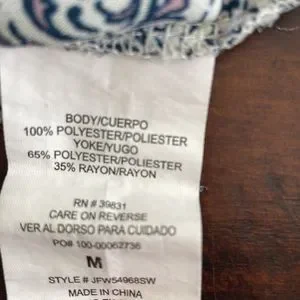 BODY/CUERPO
100% POLYESTER/POLIESTER
YOKE/YUGO
65% POLYESTER/POLIESTER
35% RAYON/RAYON
RN # 39831
CARE ON REVERSE
VER AL DORSO PARA CUIDADO
PO# 100-00062736
M
STYLE # JFW54968SW
MADE IN CHINA